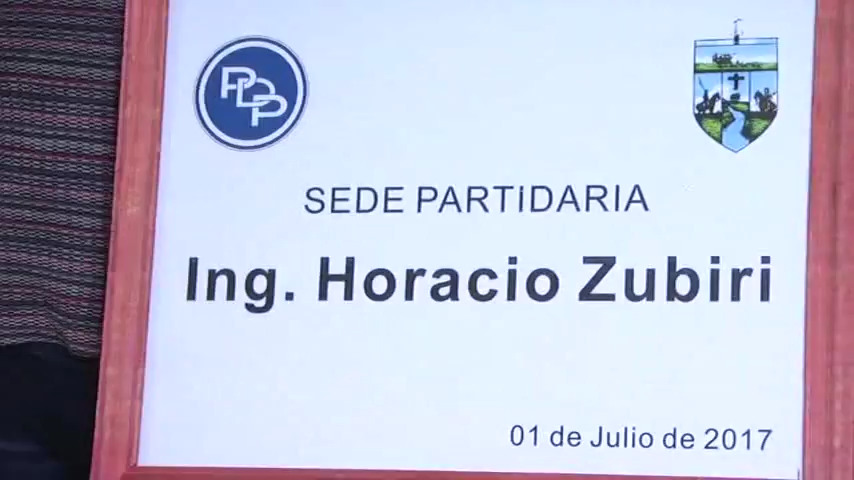 PDP
SEDE PARTiDARIA
Ing. Horacio Zubiri
01 de Julio de 2017